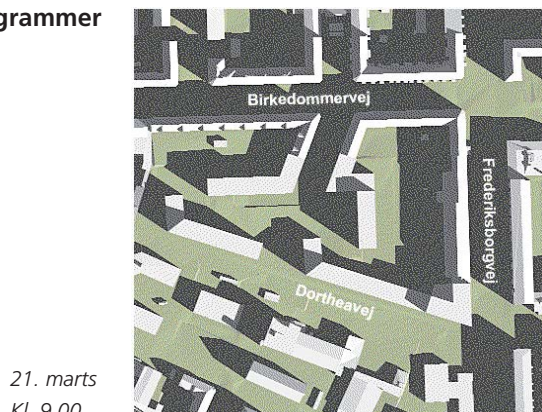 grammer
Birkedommervej
Frederiksborgvej
Dortheavej
21. marts
Kl. 9.00